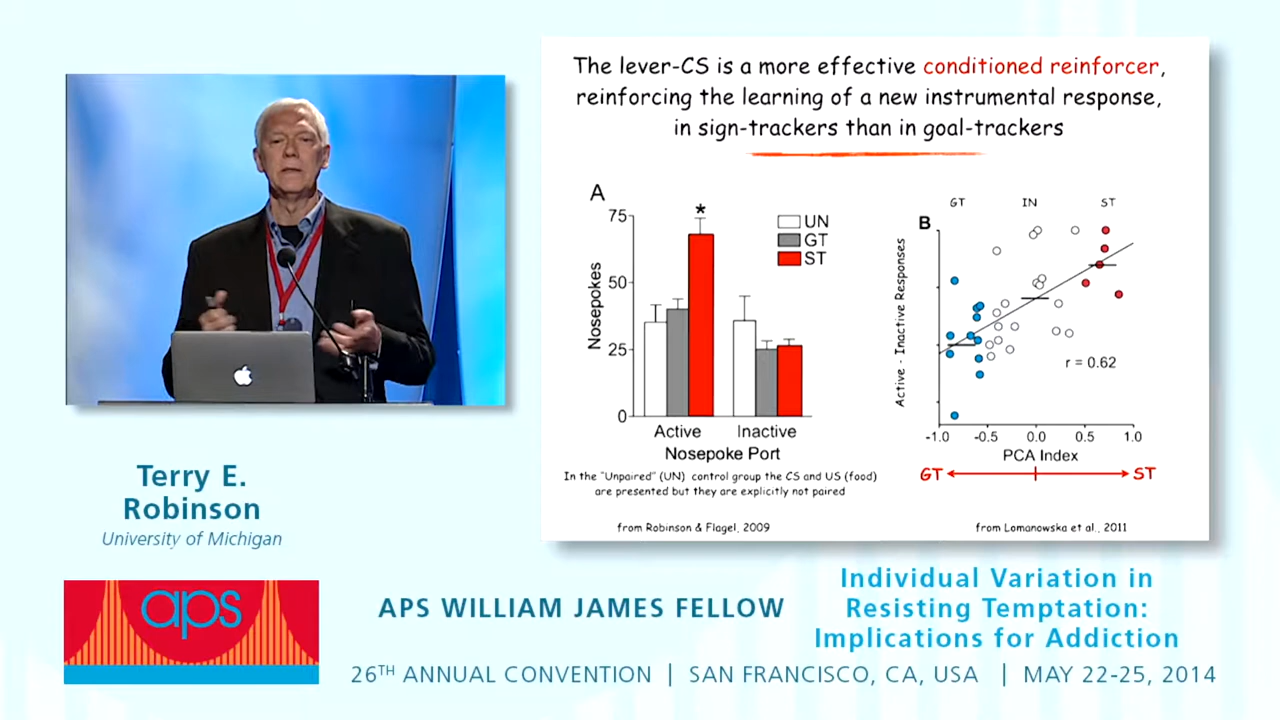 The lever-CS is a more effective conditioned reinforcer,
reinforcing the learning of a new instrumental response,
in sign-trackers than in goal-trackers
A
75
50
25
0
Nosepokes
*
UN
GT
ST
Active
Inactive
Nosepoke Port
In the "Unpaired" (UN) control group the CS and US (food)
are presented but they are explicitly not paired
from Robinson & Flagel, 2009
GT
IN
ST
B
Active - Inactive Responses
r = 0.62
-1.0
-0.5
0.0
0.5
1.0
PCA Index
GT
ST
from Lomanowska et al., 2011
Terry E.
Robinson
University of Michigan
aps
APS WILLIAM JAMES FELLOW
Individual Variation in
Resisting Temptation:
Implications for Addiction
26TH ANNUAL CONVENTION | SAN FRANCISCO, CA, USA | MAY 22-25, 2014